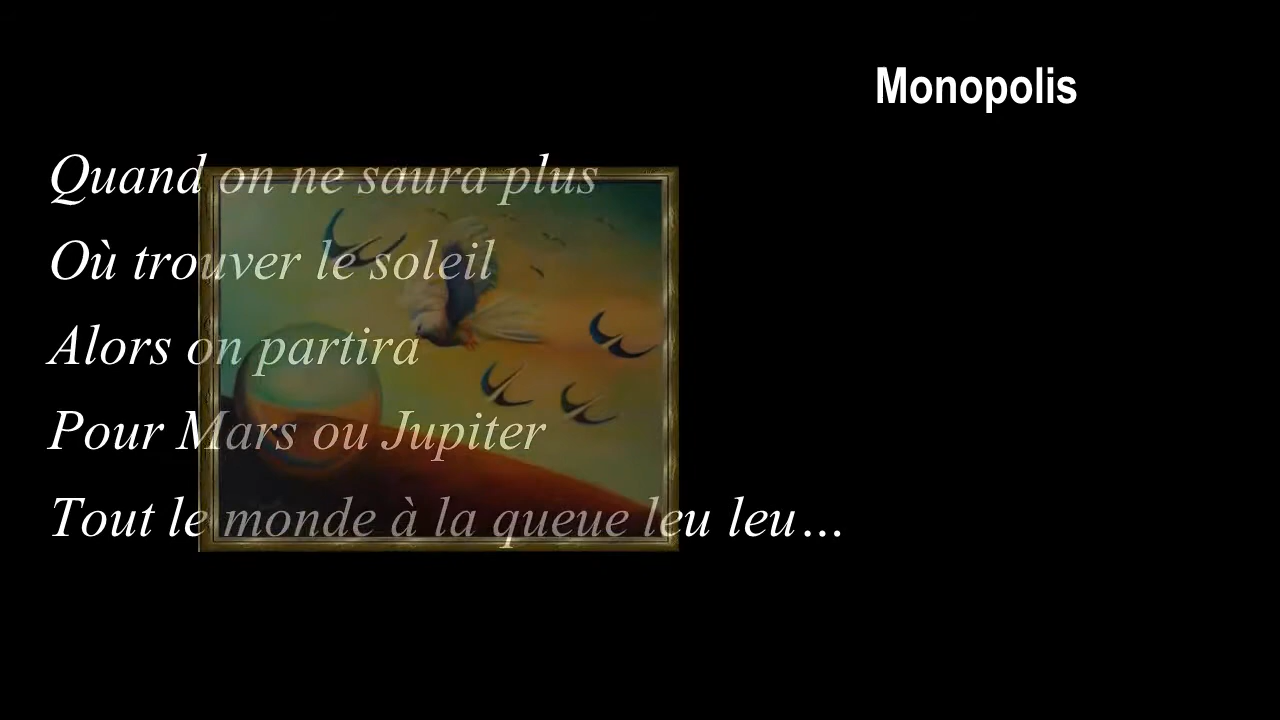 Monopolis
Quand on ne saura plus
Où trouver le soleil
Alors on partira
Pour Mars ou Jupiter
Tout le monde à la queue leu leu…